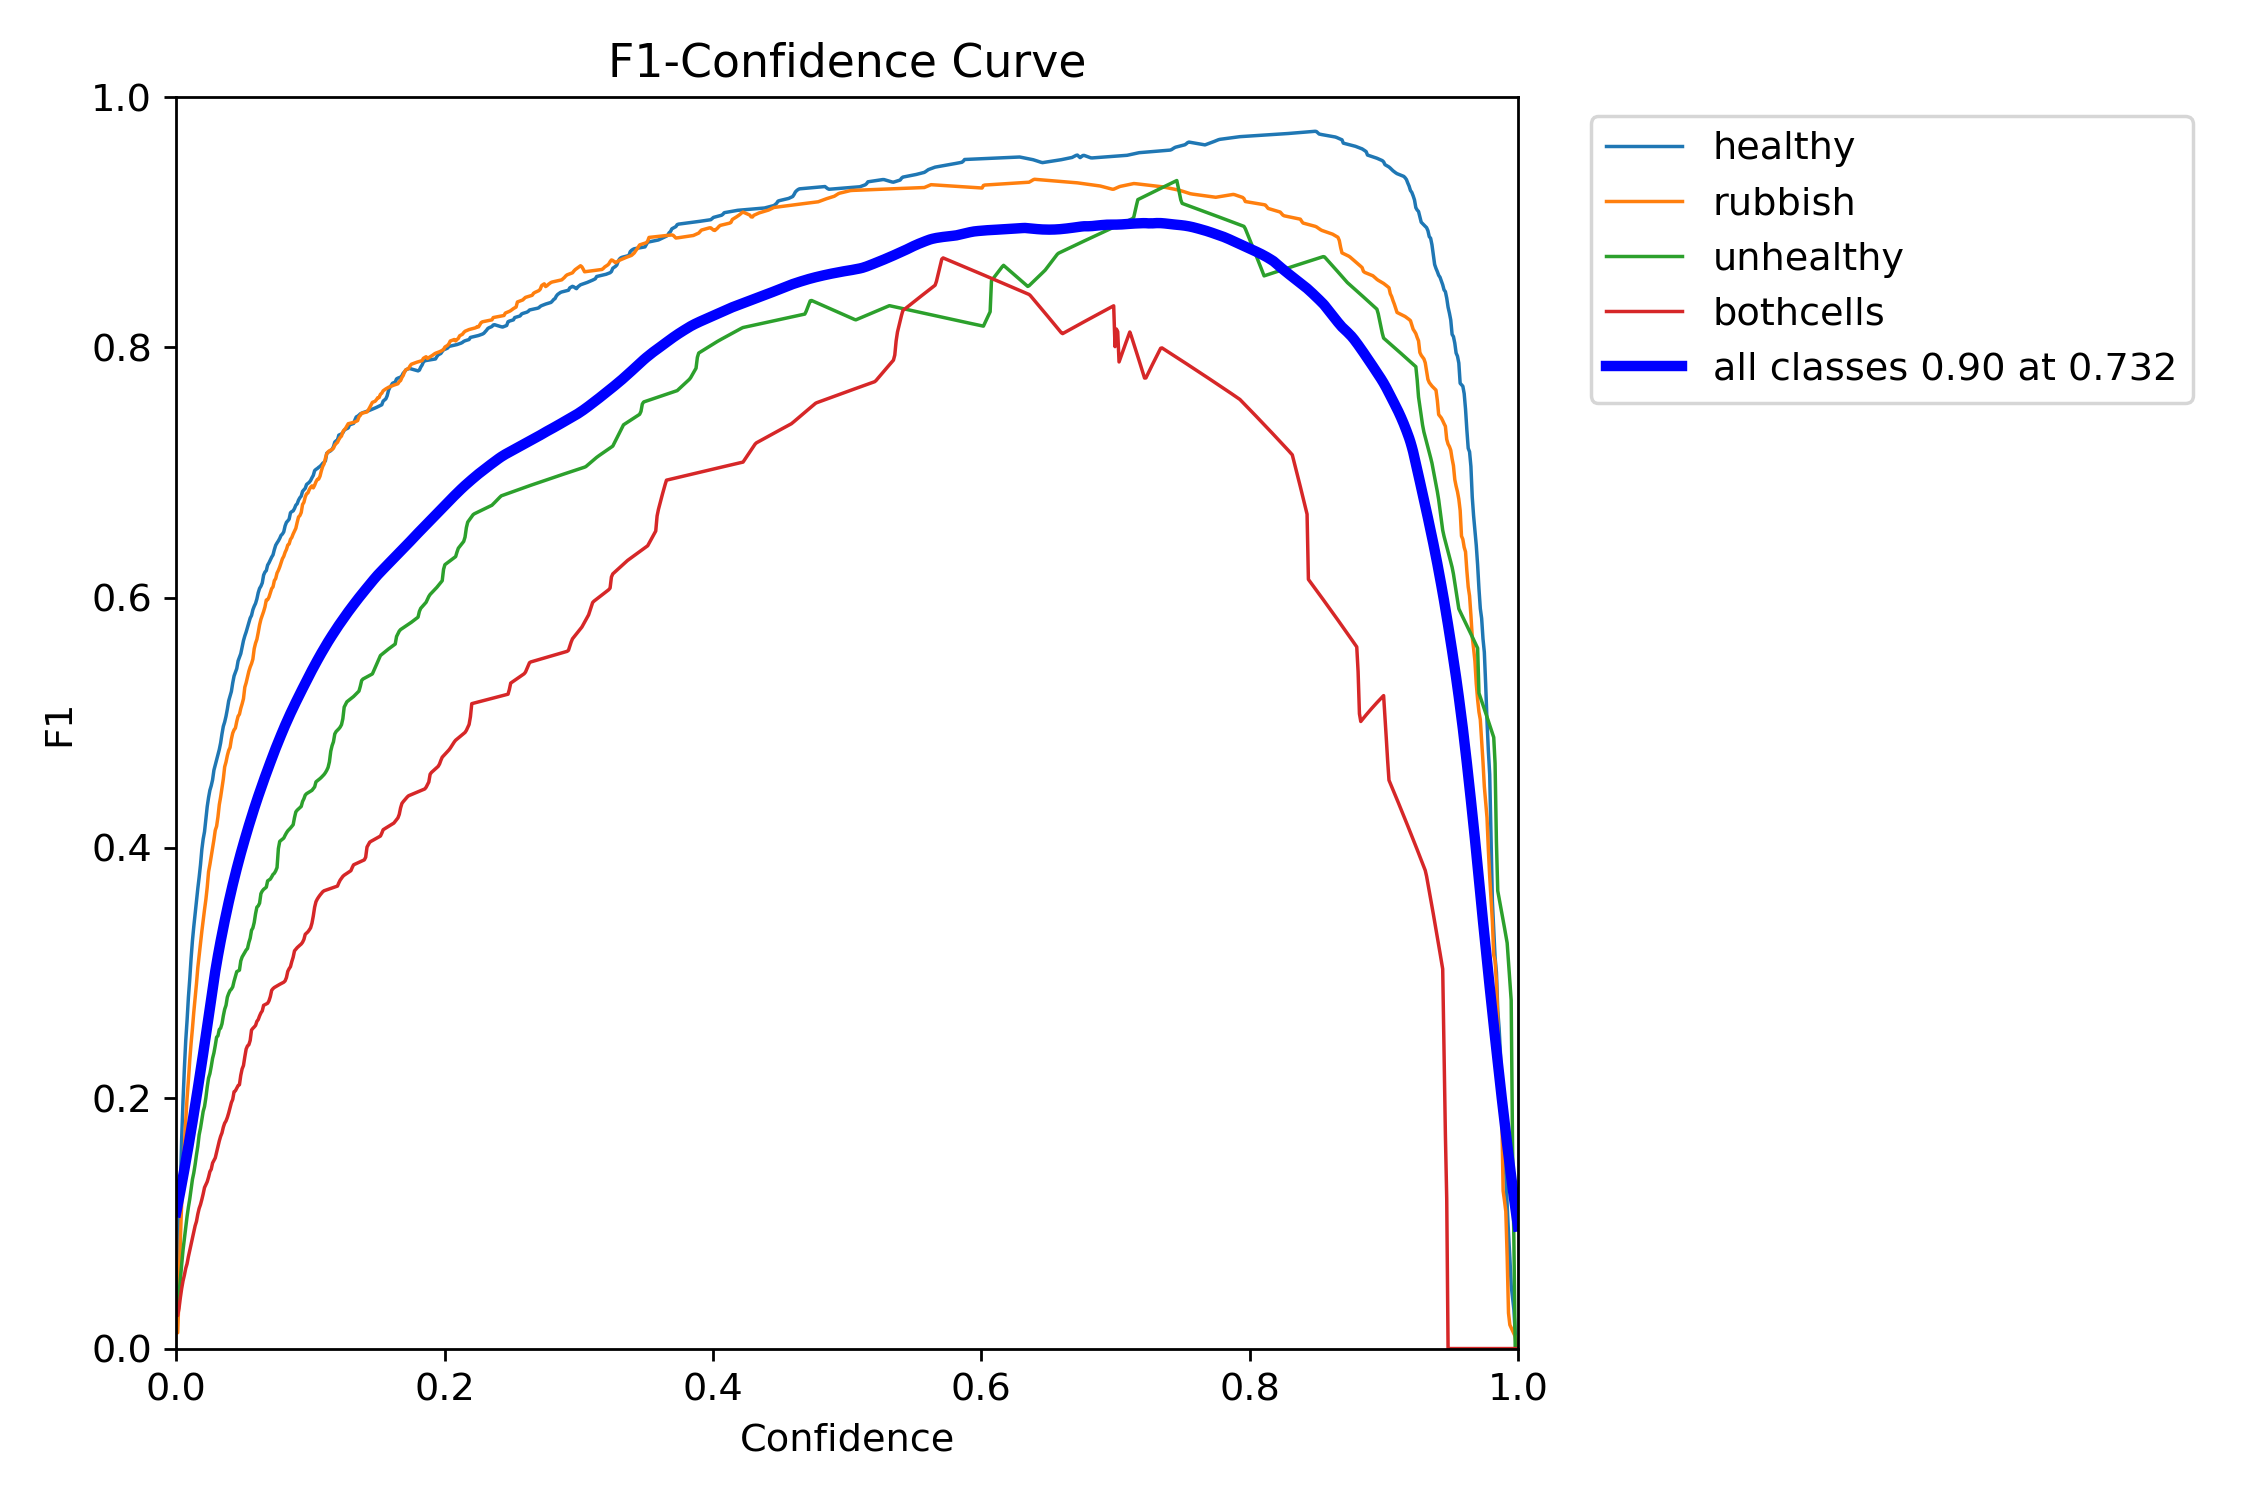 F1-Confidence Curve
1.0
0.8
0.6
0.4
0.2
0.0
F1
0.0 0.2 0.4 0.6 0.8 1.0
Confidence
healthy
rubbish
unhealthy
bothcells
all classes 0.90 at 0.732